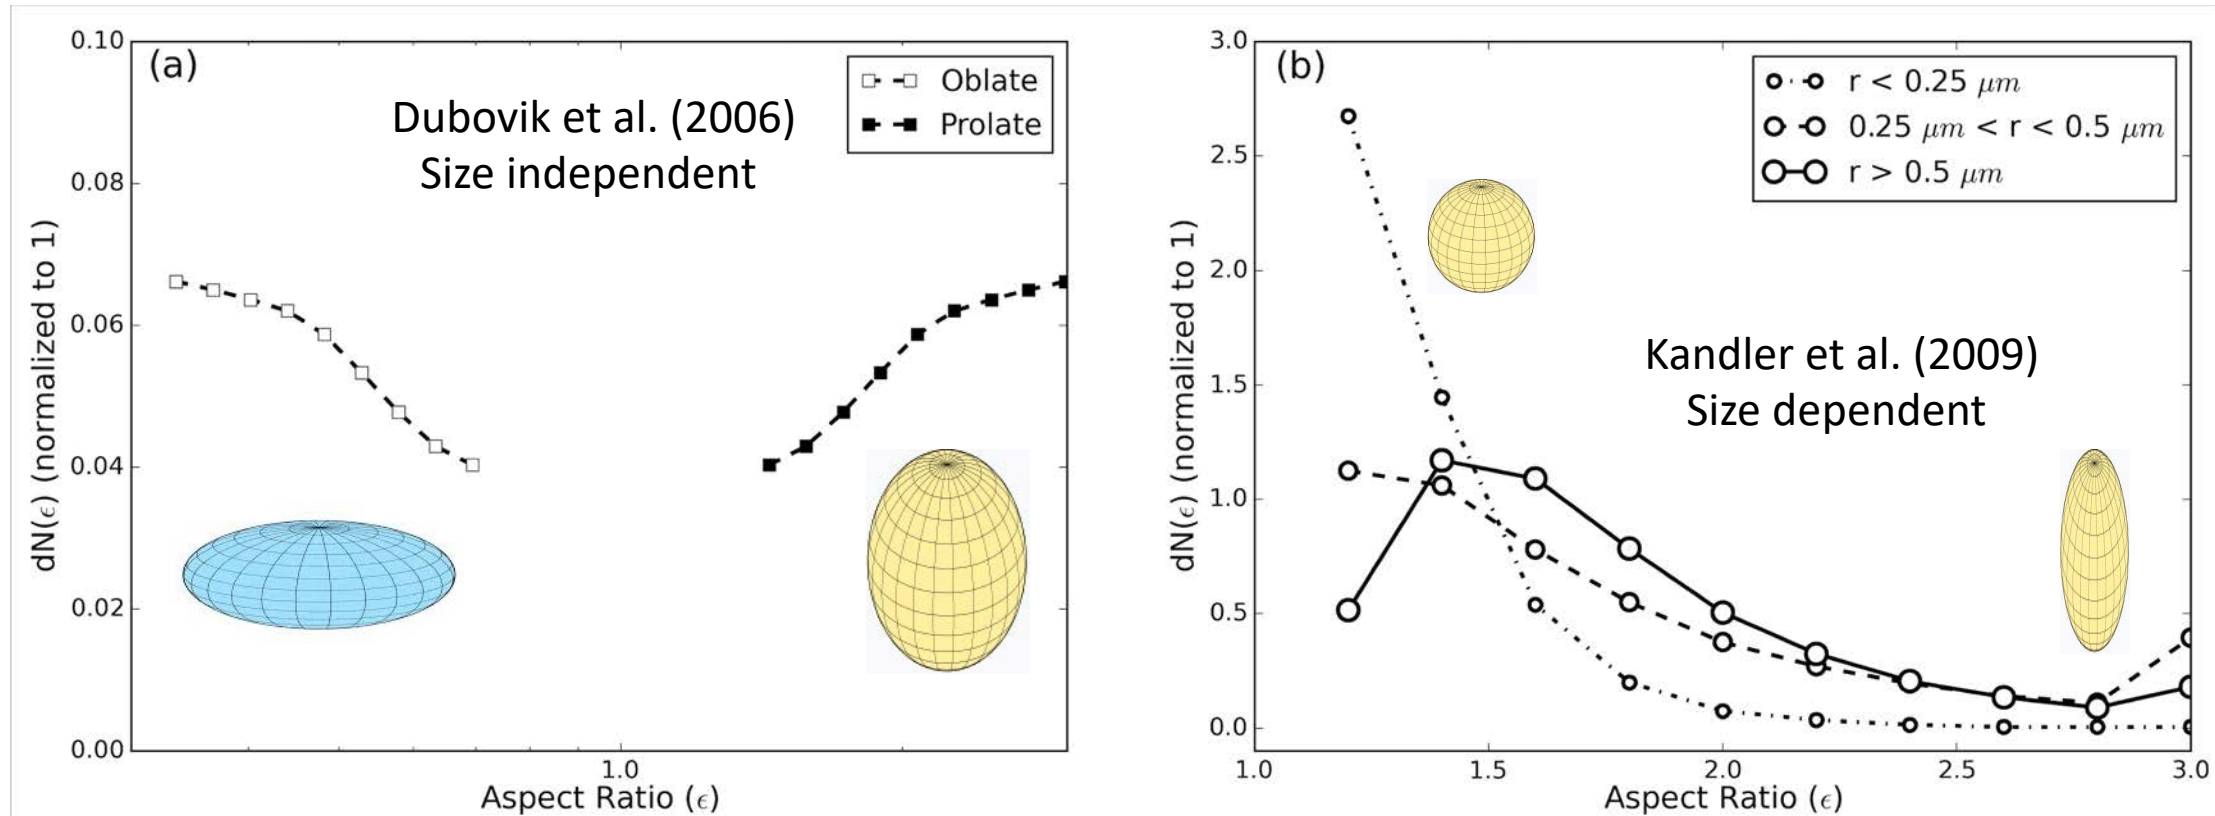 (a)
Dubovik et al. (2006)
Size independent
Oblate
Prolate
0.10
0.08
0.06
0.04
0.02
0.00
dN(ϵ) (normalized to 1)
1.0
Aspect Ratio (ϵ)
(b)
r < 0.25 μm
0.25 μm < r < 0.5 μm
r > 0.5 μm
Kandler et al. (2009)
Size dependent
3.0
2.5
2.0
1.5
1.0
0.5
0.0
dN(ϵ) (normalized to 1)
1.0 1.5 2.0 2.5 3.0
Aspect Ratio (ϵ)